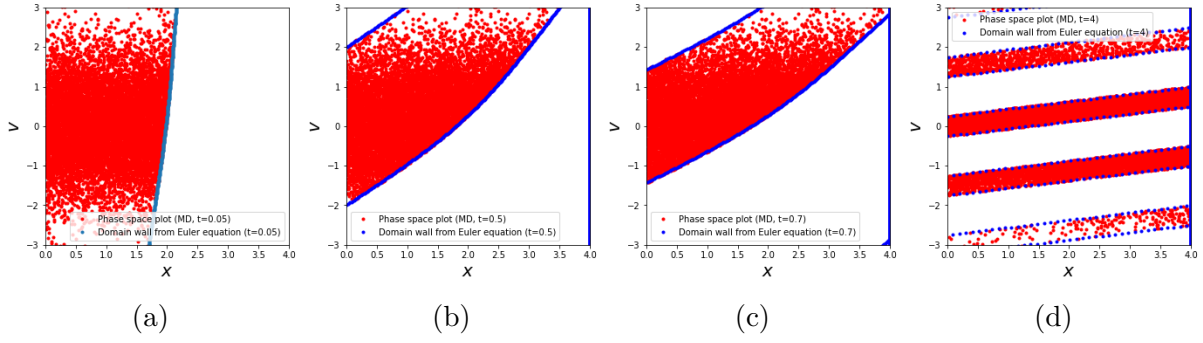 3
2
1
0
−1
−2
−3
v
0.0 0.5 1.0 1.5 2.0 2.5 3.0 3.5 4.0
x
Phase space plot (MD, t=0.05)
Domain wall from Euler equation (t=0.05)
(a)
3
2
1
0
−1
−2
−3
v
0.0 0.5 1.0 1.5 2.0 2.5 3.0 3.5 4.0
x
Phase space plot (MD, t=0.5)
Domain wall from Euler equation (t=0.5)
(b)
3
2
1
0
−1
−2
−3
v
0.0 0.5 1.0 1.5 2.0 2.5 3.0 3.5 4.0
x
Phase space plot (MD, t=0.7)
Domain wall from Euler equation (t=0.7)
(c)
Phase space plot (MD, t=4)
Domain wall from Euler equation (t=4)
3
2
1
0
−1
−2
−3
v
0.0 0.5 1.0 1.5 2.0 2.5 3.0 3.5 4.0
x
(d)